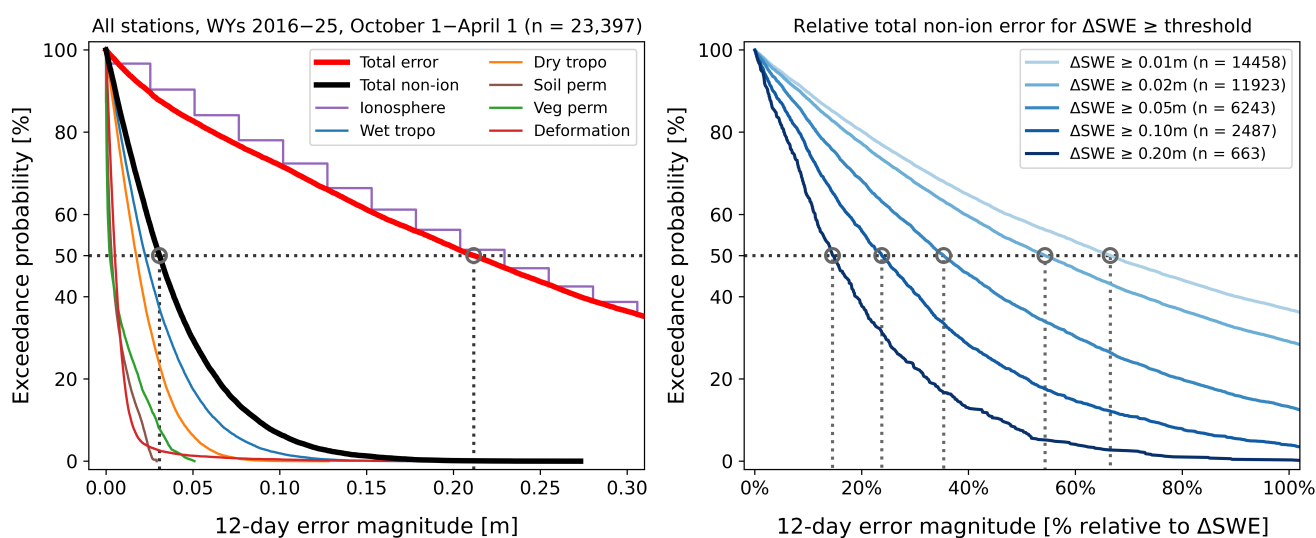 All stations, WYs 2016−25, October 1−April 1 (n = 23,397)
Exceedance probability [%]
100
80
60
50
40
20
0
0.00
0.05
0.10
0.15
0.20
0.25
0.30
12-day error magnitude [m]
Total error
Total non-ion
Ionosphere
Wet tropo
Dry tropo
Soil perm
Veg perm
Deformation
Relative total non-ion error for ΔSWE ≥ threshold
Exceedance probability [%]
100
80
60
50
40
20
0
0%
20%
40%
60%
80%
100%
12-day error magnitude [% relative to ΔSWE]
ΔSWE ≥ 0.01m (n = 14458)
ΔSWE ≥ 0.02m (n = 11923)
ΔSWE ≥ 0.05m (n = 6243)
ΔSWE ≥ 0.10m (n = 2487)
ΔSWE ≥ 0.20m (n = 663)